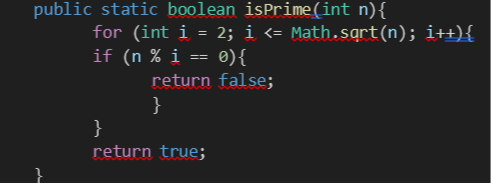 public static boolean isPrime(int n){
for (int i = 2; i <= Math.sqrt(n); i++){
if (n % i == 0){
return false;
}
}
return true;
}